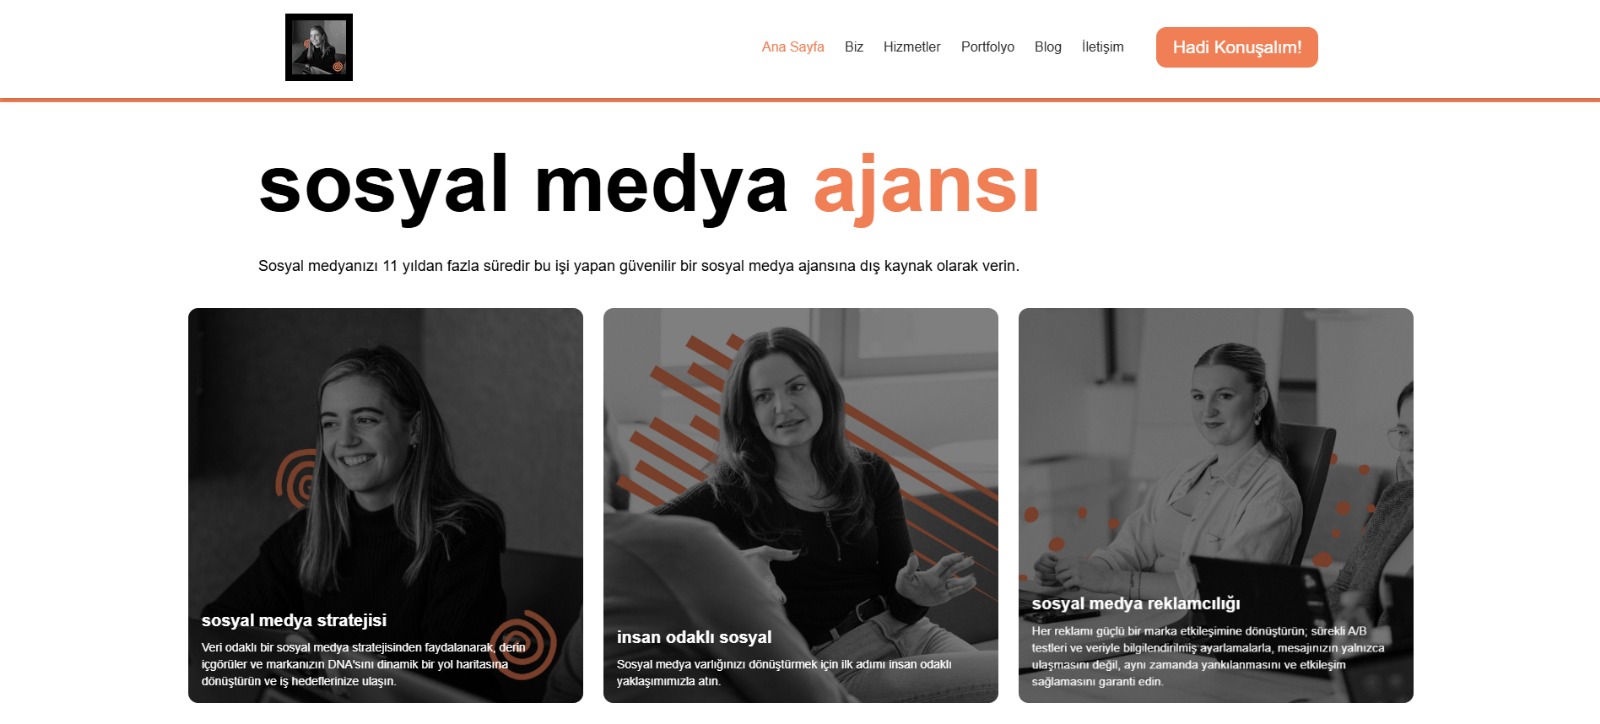 Ana Sayfa Biz Hizmetler Portfolyo Blog İletişim Hadi Konuşalım!
sosyal medya ajansı
Sosyal medyanızı 11 yıldan fazla süredir bu işi yapan güvenilir bir sosyal medya ajansına dış kaynak olarak verin.
sosyal medya stratejisi
Veri odaklı bir sosyal medya stratejisinden faydalanarak, derin
içgörüler ve markanızın DNA'sını dinamik bir yol haritasına
dönüştürün ve iş hedeflerinize ulaşın.
insan odaklı sosyal
Sosyal medya varlığınızı dönüştürmek için ilk adımı insan odaklı
yaklaşımımızla atın.
sosyal medya reklamcılığı
Her reklamı güçlü bir marka etkileşimine dönüştürün; sürekli A/B
testleri ve veriyle bilgilendirilmiş ayarlamalarla, mesajınızın yalnızca
ulaşmasını değil, aynı zamanda yankılanmasını ve etkileşim
sağlamasını garanti edin.